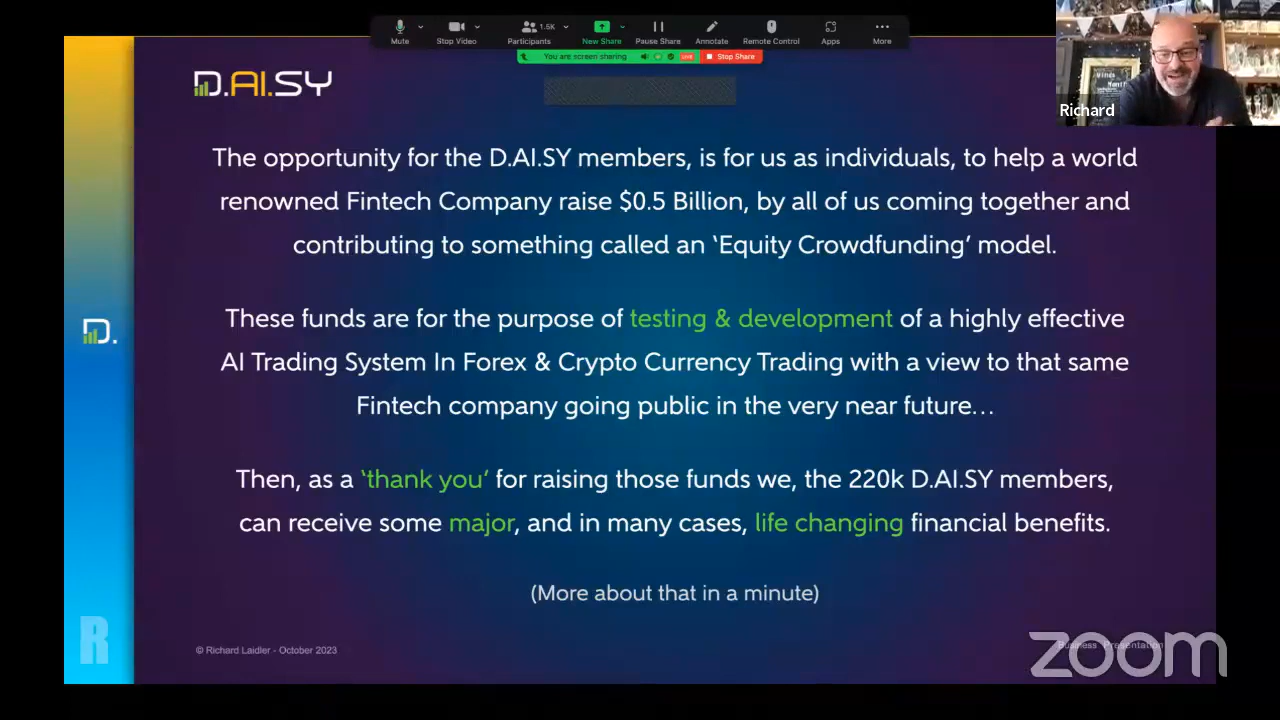 Mute
Stop Video
Participants
1.5K
New Share
Pause Share
Annotate
Remote Control
Apps
More
You are screen sharing
LIVE
Stop Share
Richard
D.AI.SY
The opportunity for the D.AI.SY members, is for us as individuals, to help a world
renowned Fintech Company raise $0.5 Billion, by all of us coming together and
contributing to something called an ‘Equity Crowdfunding’ model.
These funds are for the purpose of testing & development of a highly effective
AI Trading System In Forex & Crypto Currency Trading with a view to that same
Fintech company going public in the very near future...
D.
Then, as a ‘thank you’ for raising those funds we, the 220k D.AI.SY members,
can receive some major, and in many cases, life changing financial benefits.
(More about that in a minute)
R
© Richard Laidler - October 2023
Business Presentation
zoom